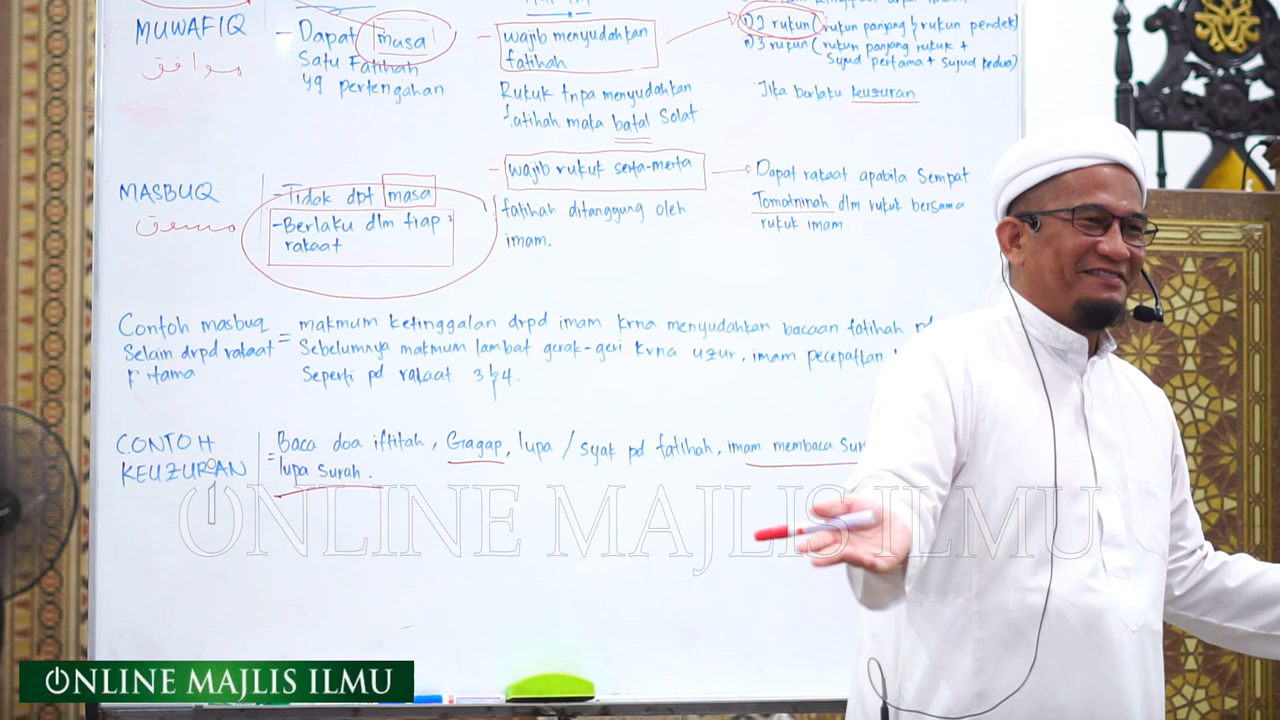 MUWAFIQ
موافق
- Dapat masa
Satu Fatihah
yg pertengahan
- wajib menyudahkan
fatihah
Rukuk tnpa menyudahkan
fatihah maka batal Solat
1) 2 rukun (rukun panjang & rukun pendek)
2) 3 rukun (rukun panjang rukuk +
Sujud pertama + Sujud kedua)
Jika berlaku keuzuran
MASBUQ
مسبوق
- Tidak dpt masa
- Berlaku dlm tiap²
rakaat
- wajib rukuk serta-merta
fatihah ditanggung oleh
imam.
Dapat rakaat apabila Sempat
Tomakninah dlm rukuk bersama
rukuk imam
Contoh masbuq
Selain drpd rakaat
pertama
= makmum ketinggalan drpd imam krna menyudahkan bacaan fatihah pd
Sebelumnya makmum lambat gerak-geri krna uzur, imam pecepatkan
Seperti pd rakaat 3 & 4.
CONTOH
KEUZURAN
= Baca doa iftitah, Gagap, lupa / syak pd fatihah, imam membaca Sur
lupa Surah.
ONLINE MAJLIS ILMU
ONLINE MAJLIS ILMU